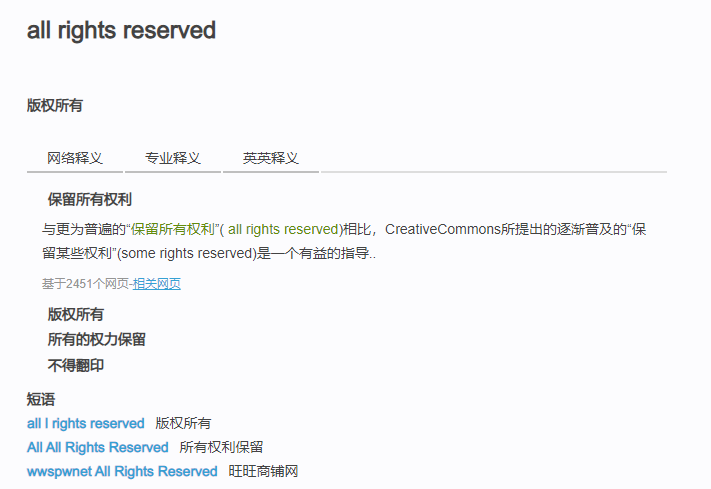 all rights reserved
版权所有
网络释义 专业释义 英英释义
保留所有权利
与更为普遍的“保留所有权利”( all rights reserved)相比，CreativeCommons所提出的逐渐普及的“保
留某些权利”(some rights reserved)是一个有益的指导..
基于2451个网页-相关网页
版权所有
所有的权力保留
不得翻印
短语
all l rights reserved 版权所有
All All Rights Reserved 所有权利保留
wwspwnet All Rights Reserved 旺旺商铺网